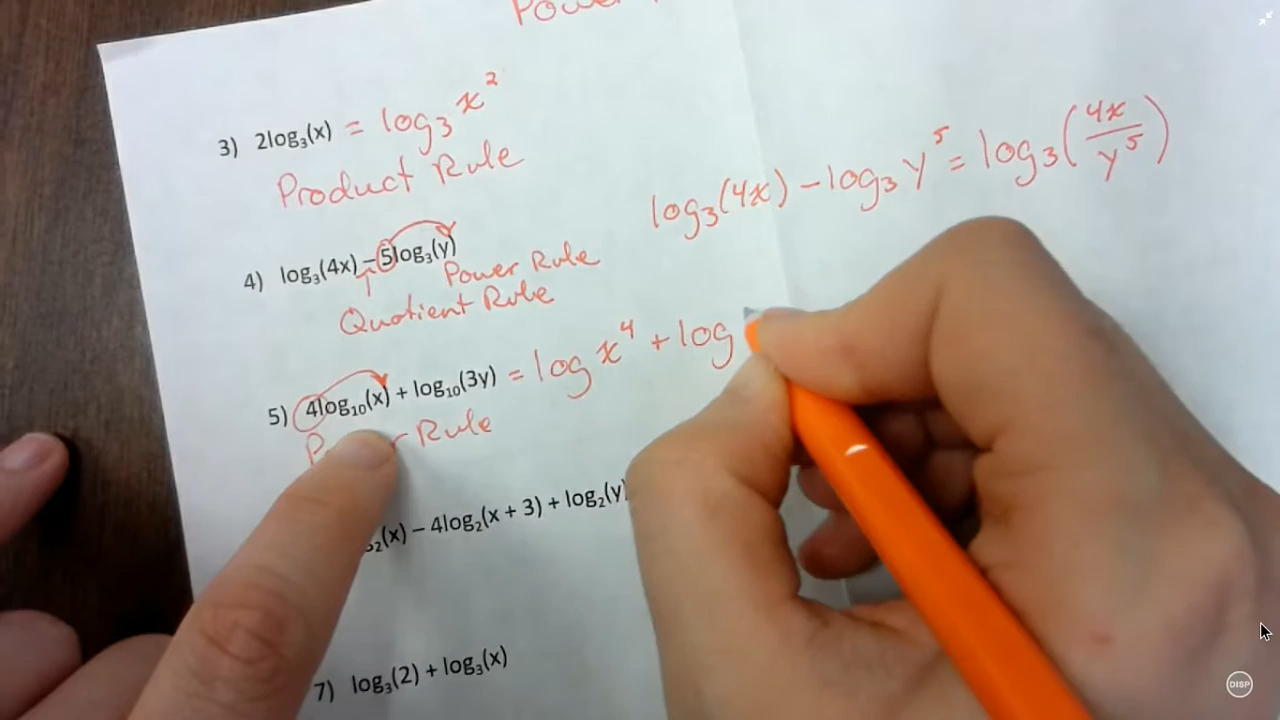 3) 2log₃(x) = log₃ x²
Product Rule
log₃(4x) – log₃ y⁵ = log₃(4x/y⁵)
4) log₃(4x) – 5log₃(y)
Power Rule
Quotient Rule
5) 4log₁₀(x) + log₁₀(3y) = log x⁴ + log
Rule
₂(x) – 4log₂(x + 3) + log₂(y)
7) log₃(2) + log₃(x)
DISP